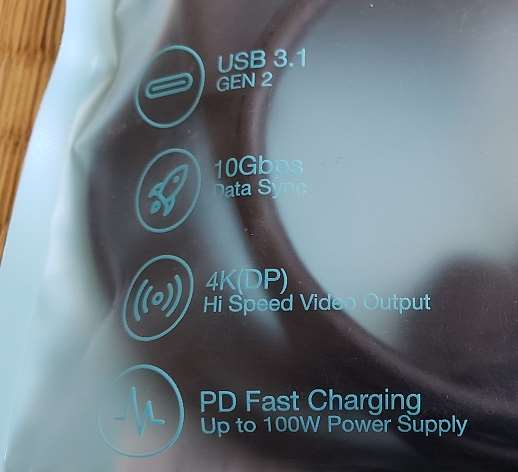 USB 3.1
GEN 2
10Gbps
Data Sync
4K(DP)
Hi Speed Video Output
PD Fast Charging
Up to 100W Power Supply